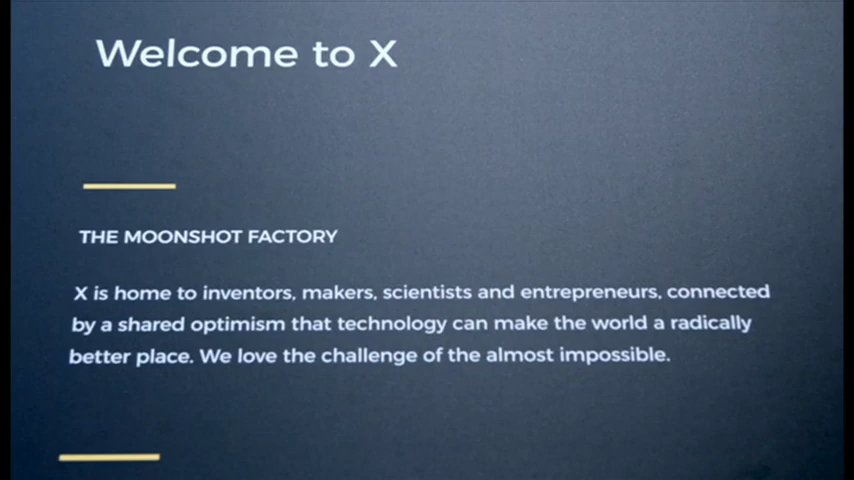 Welcome to X
THE MOONSHOT FACTORY
X is home to inventors, makers, scientists and entrepreneurs, connected
by a shared optimism that technology can make the world a radically
better place. We love the challenge of the almost impossible.